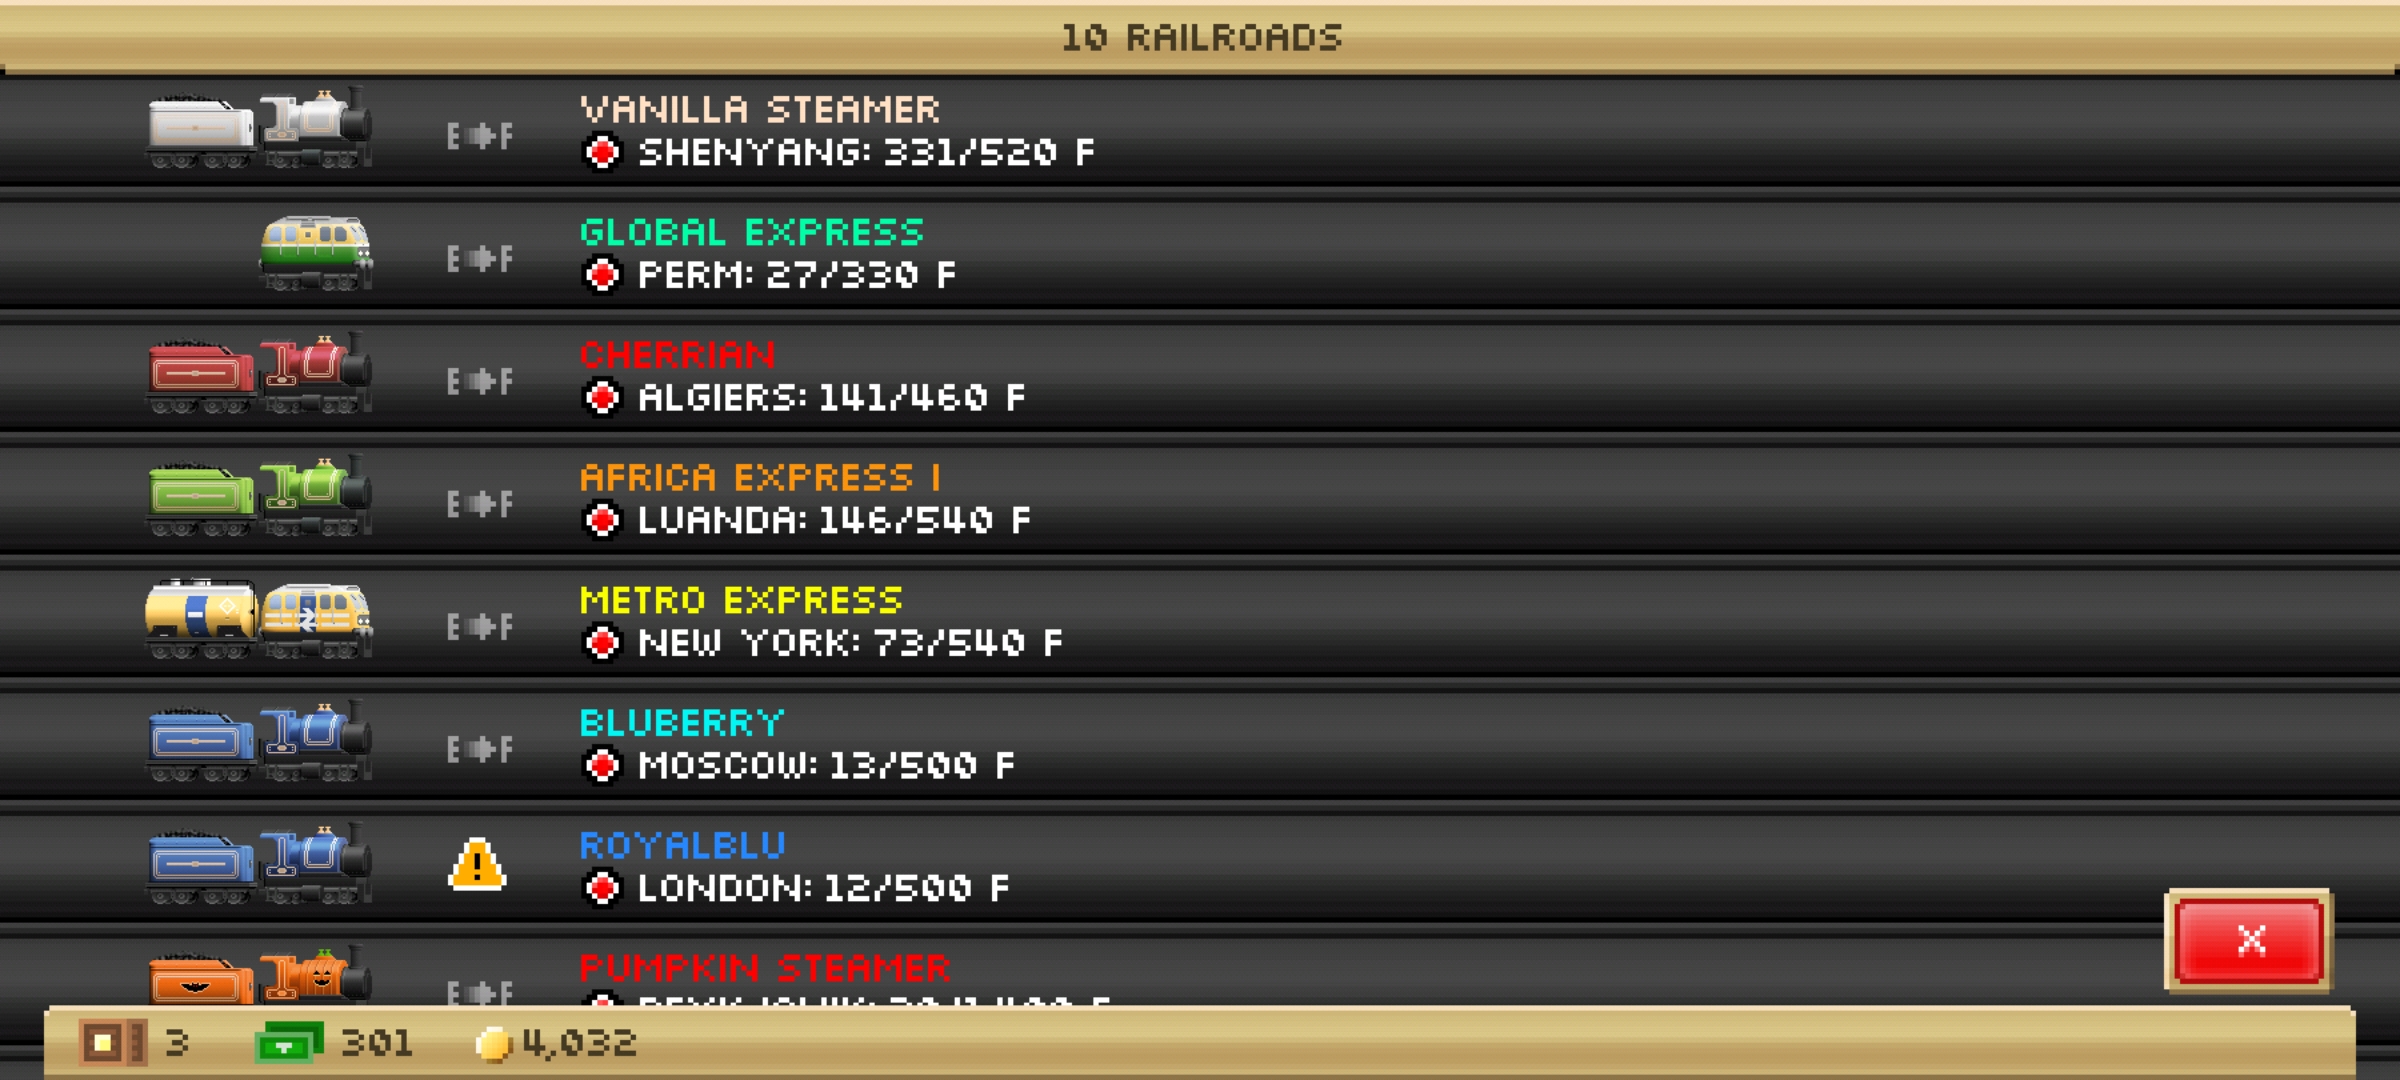 10 RAILROADS
VANILLA STEAMER
E F
SHENYANG: 331/520 F
GLOBAL EXPRESS
E F
PERM: 27/330 F
CHERRIAN
E F
ALGIERS: 141/460 F
AFRICA EXPRESS I
E F
LUANDA: 146/540 F
METRO EXPRESS
E F
NEW YORK: 73/540 F
BLUBERRY
E F
MOSCOW: 13/500 F
ROYALBLU
LONDON: 12/500 F
PUMPKIN STEAMER
E F
X
3 301 4,032